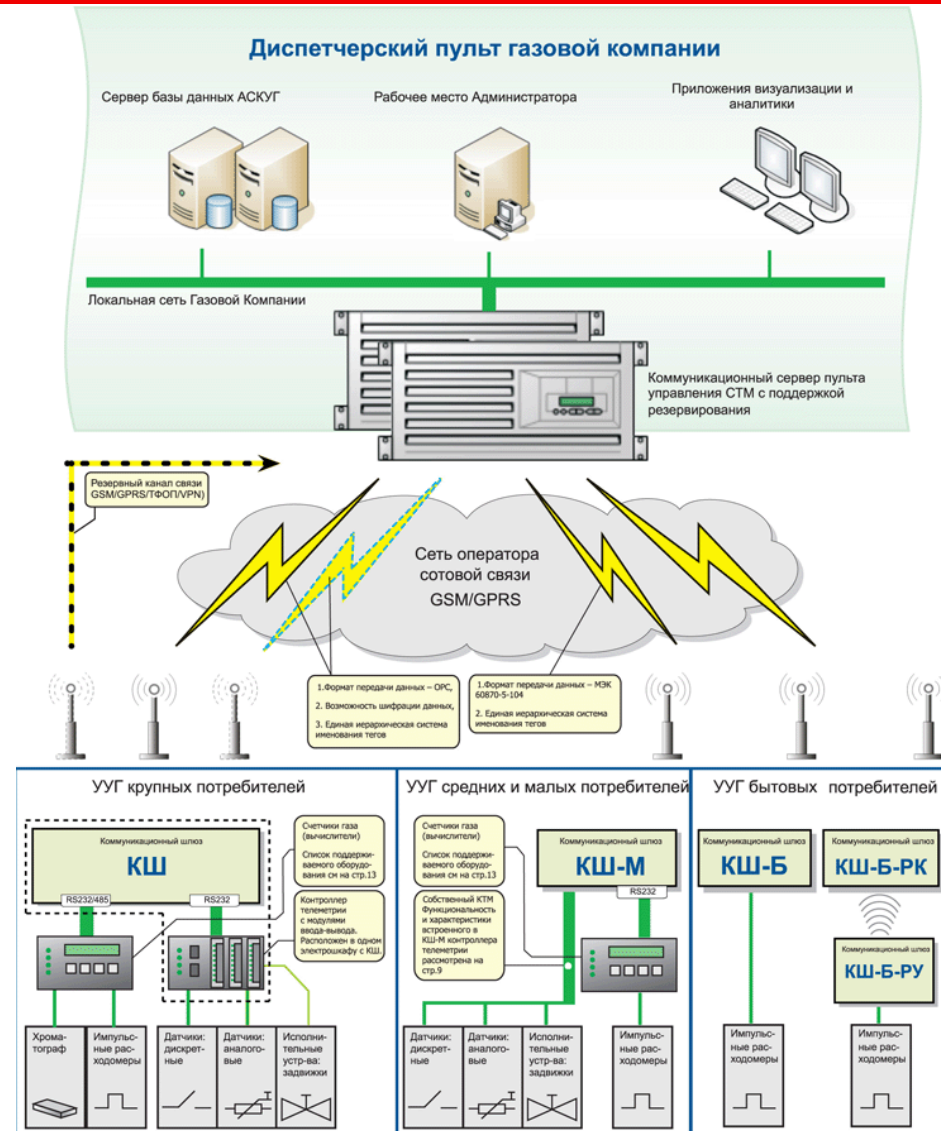 Диспетчерский пульт газовой компании
Сервер базы данных АСКУГ
Рабочее место Администратора
Приложения визуализации и
аналитики
Локальная сеть Газовой Компании
Коммуникационный сервер пульта
управления СТМ с поддержкой
резервирования
Резервный канал связи
GSM/GPRS/ТФОП/VPN)
Сеть оператора
сотовой связи
GSM/GPRS
1.Формат передачи данных – OPC,
2. Возможность шифрации данных,
3. Единая иерархическая система
именования тегов
1.Формат передачи данных – МЭК
60870-5-104
2. Единая иерархическая система
именования тегов
УУГ крупных потребителей
Коммуникационный шлюз
КШ
RS232/485
RS232
Счетчики газа
(вычислители)
Список поддержи-
ваемого оборудо-
вания см на стр.13
Контроллер
телеметрии
с модулями
ввода-вывода.
Расположен в одном
электрошкафу с КШ.
Хрома-
тограф
Импульс-
ные рас-
ходомеры
Датчики:
дискрет-
ные
Датчики:
аналого-
вые
Исполни-
тельные
устр-ва:
задвижки
УУГ средних и малых потребителей
Счетчики газа
(вычислители)
Список поддержи-
ваемого оборудо-
вания см на стр.13
Собственный КТМ
Функциональность
и характеристики
встроенного в
КШ-М контроллера
телеметрии
рассмотрена на
стр.9
Коммуникационный шлюз
КШ-М
RS232
Датчики:
дискрет-
ные
Датчики:
аналого-
вые
Исполни-
тельные
устр-ва:
задвижки
Импульс-
ные рас-
ходомеры
УУГ бытовых потребителей
Коммуникационный шлюз
КШ-Б
Коммуникационный шлюз
КШ-Б-РК
Коммуникационный шлюз
КШ-Б-РУ
Импульс-
ные рас-
ходомеры
Импульс-
ные рас-
ходомеры